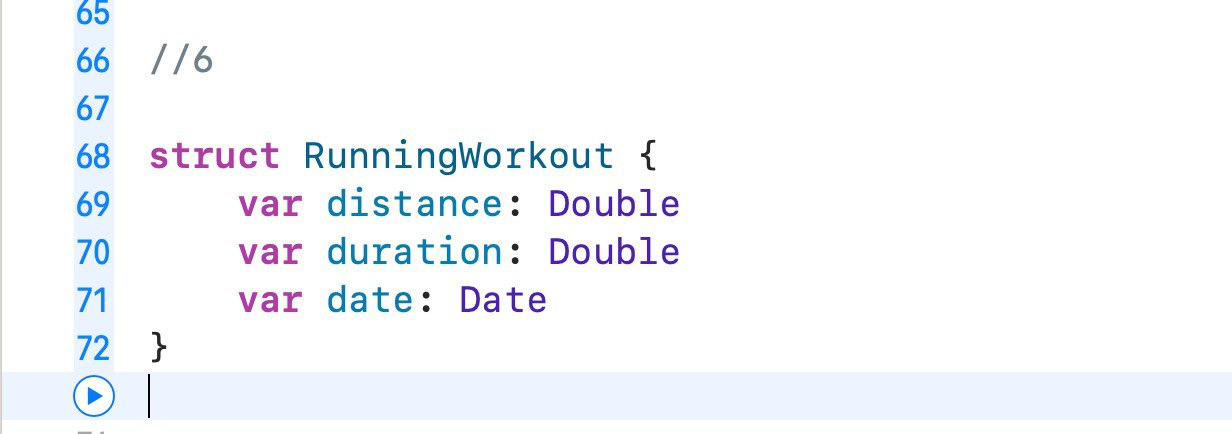 65
66 //6
67
68 struct RunningWorkout {
69     var distance: Double
70     var duration: Double
71     var date: Date
72 }